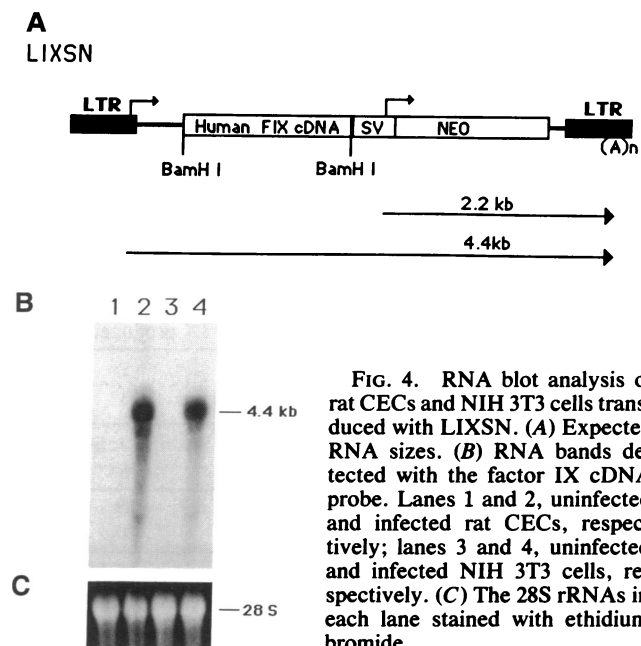 A
LIXSN
LTR
LTR
Human FIX cDNA
SV
NEO
(A)n
BamH I
BamH I
2.2 kb
4.4kb
B
1 2 3 4
4.4 kb
C
28 S
FIG. 4. RNA blot analysis
rat CECs and NIH 3T3 cells trans
duced with LIXSN. (A) Expecte
RNA sizes. (B) RNA bands de
tected with the factor IX cDNA
probe. Lanes 1 and 2, uninfected
and infected rat CECs, respec
tively; lanes 3 and 4, uninfected
and infected NIH 3T3 cells, re
spectively. (C) The 28S rRNAs in
each lane stained with ethidium
bromide